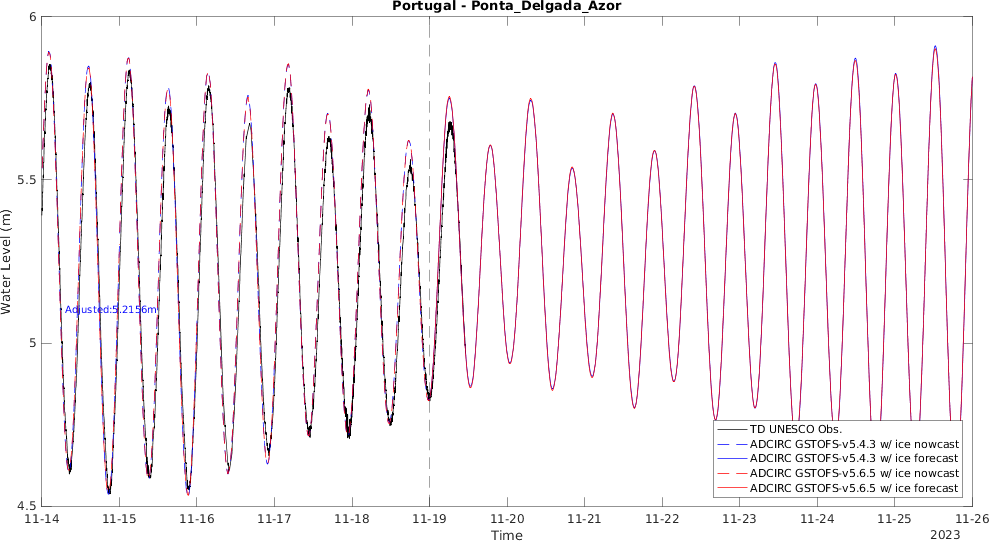 Portugal - Ponta_Delgada_Azor
6
5.5
5
4.5
Water Level (m)
Adjusted:5.2156m
TD UNESCO Obs.
ADCIRC GSTOFS-v5.4.3 w/ ice nowcast
ADCIRC GSTOFS-v5.4.3 w/ ice forecast
ADCIRC GSTOFS-v5.6.5 w/ ice nowcast
ADCIRC GSTOFS-v5.6.5 w/ ice forecast
11-14 11-15 11-16 11-17 11-18 11-19 11-20 11-21 11-22 11-23 11-24 11-25 11-26
Time
2023